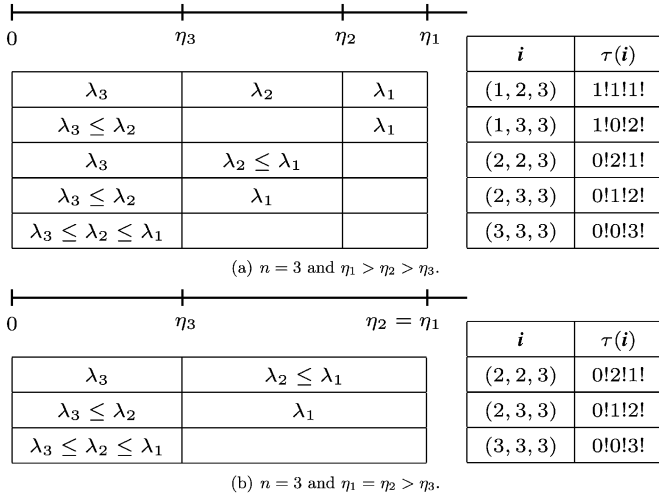 0 η₃ η₂ η₁
i τ(i)
λ₃ λ₂ λ₁ (1, 2, 3) 1!1!1!
λ₃ ≤ λ₂ λ₁ (1, 3, 3) 1!0!2!
λ₃ λ₂ ≤ λ₁ (2, 2, 3) 0!2!1!
λ₃ ≤ λ₂ λ₁ (2, 3, 3) 0!1!2!
λ₃ ≤ λ₂ ≤ λ₁ (3, 3, 3) 0!0!3!
(a) n = 3 and η₁ > η₂ > η₃.
0 η₃ η₂ = η₁
i τ(i)
λ₃ λ₂ ≤ λ₁ (2, 2, 3) 0!2!1!
λ₃ ≤ λ₂ λ₁ (2, 3, 3) 0!1!2!
λ₃ ≤ λ₂ ≤ λ₁ (3, 3, 3) 0!0!3!
(b) n = 3 and η₁ = η₂ > η₃.